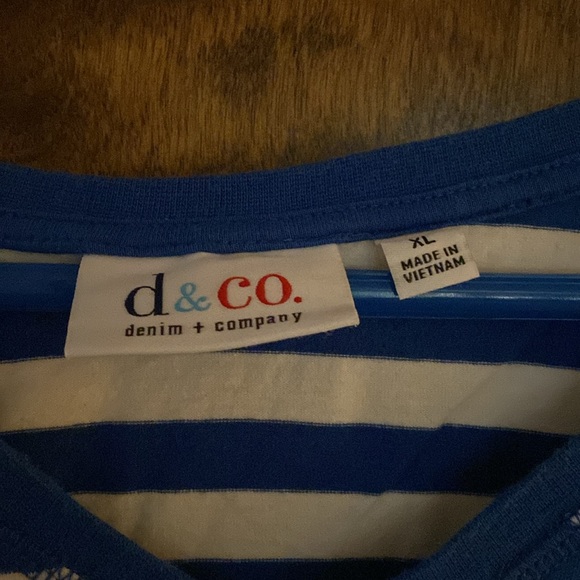 d & co.
denim + company
XL
MADE IN
VIETNAM